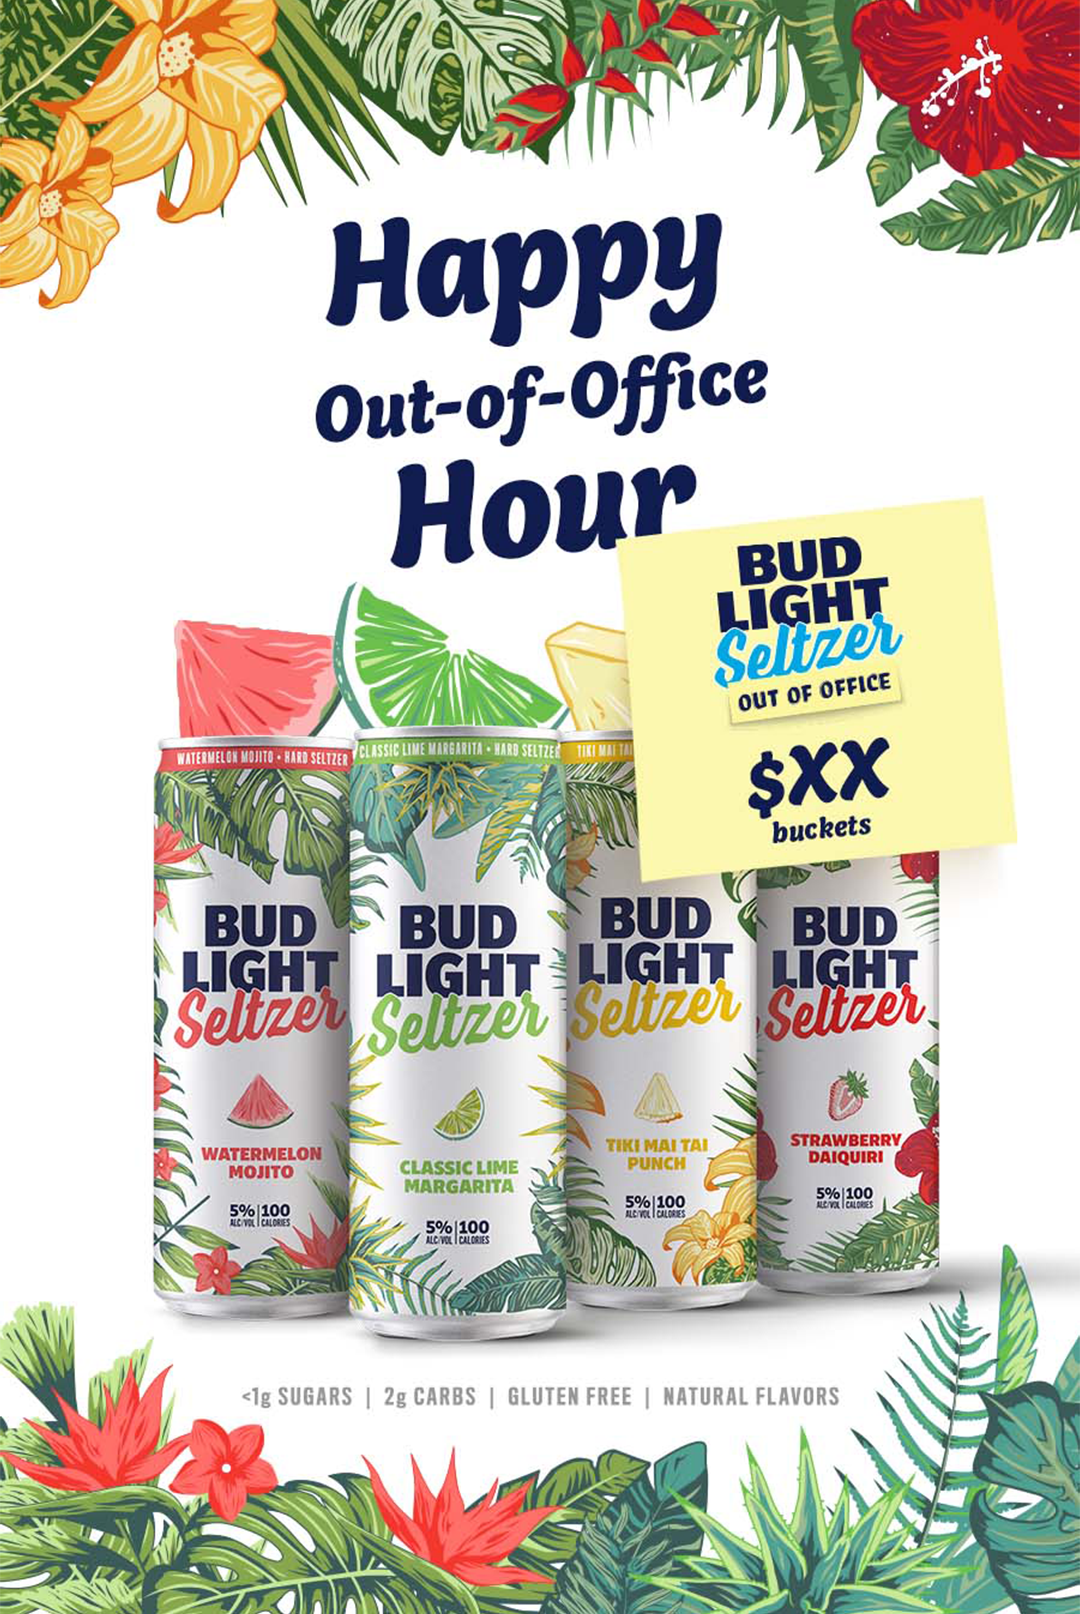 Happy
Out-of-Office
Hour
BUD
LIGHT
Seltzer
OUT OF OFFICE
$XX
buckets
WATERMELON MOJITO • HARD SELTZER
CLASSIC LIME MARGARITA • HARD SELTZER
TIKI MAI TAI
BUD
LIGHT
Seltzer
WATERMELON
MOJITO
5% | 100
ALC/VOL | CALORIES
BUD
LIGHT
Seltzer
CLASSIC LIME
MARGARITA
5% | 100
ALC/VOL | CALORIES
BUD
LIGHT
Seltzer
TIKI MAI TAI
PUNCH
5% | 100
ALC/VOL | CALORIES
BUD
LIGHT
Seltzer
STRAWBERRY
DAIQUIRI
5% | 100
ALC/VOL | CALORIES
<1g SUGARS | 2g CARBS | GLUTEN FREE | NATURAL FLAVORS